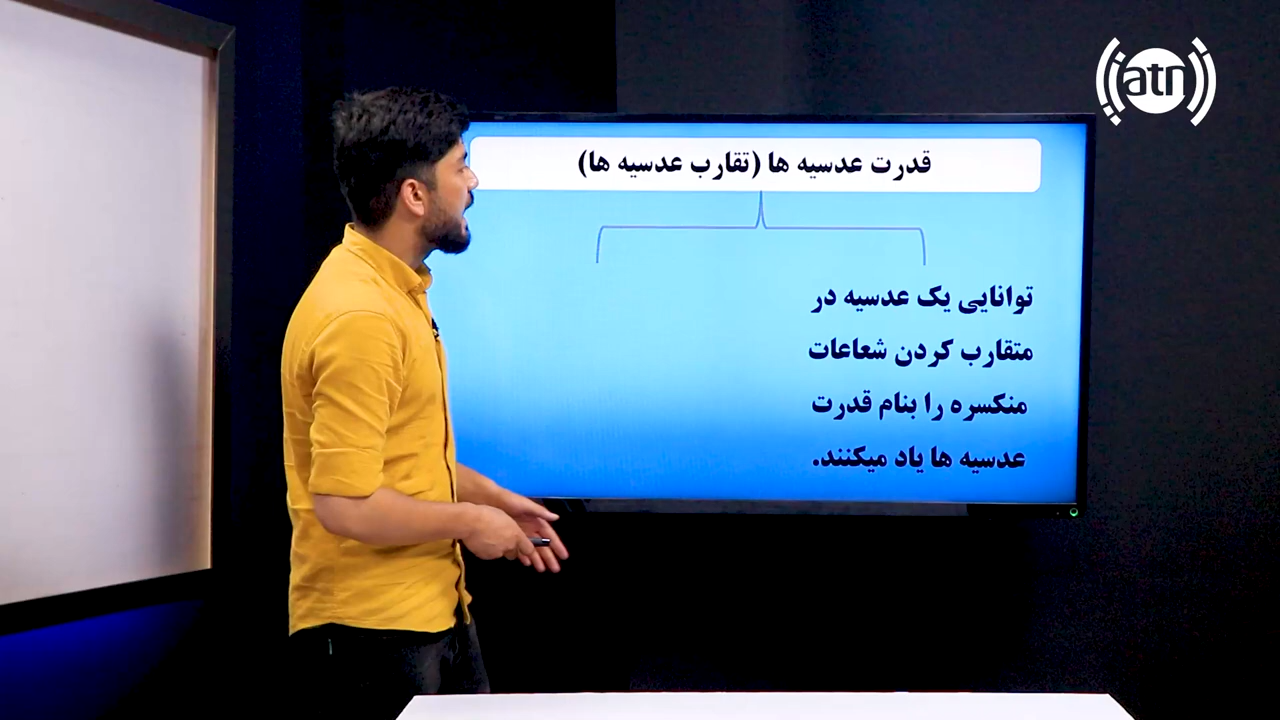 atn
قدرت عدسیه ها (تقارب عدسیه ها)
توانایی یک عدسیه در
متقارب کردن شعاعات
منکسره را بنام قدرت
عدسیه ها یاد میکنند.